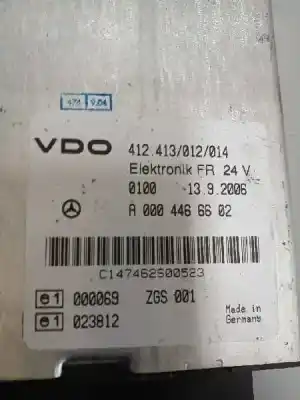 VDO 412.413/012/014
Elektronik FR 24 V
0100 -13.9.2006
A 000 446 66 02
C147462600523
e1 000069 ZGS 001
e1 023812
Made in
Germany